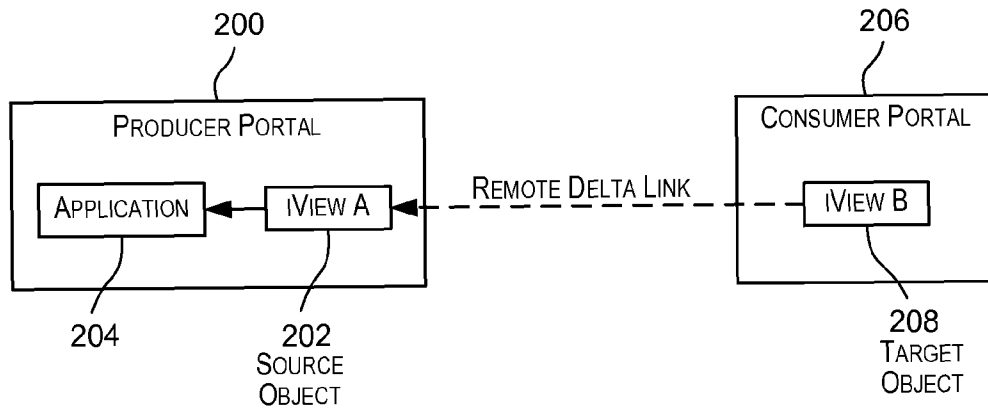 200
206
PRODUCER PORTAL
CONSUMER PORTAL
APPLICATION
iVIEW A
REMOTE DELTA LINK
iVIEW B
204
202
SOURCE
OBJECT
208
TARGET
OBJECT